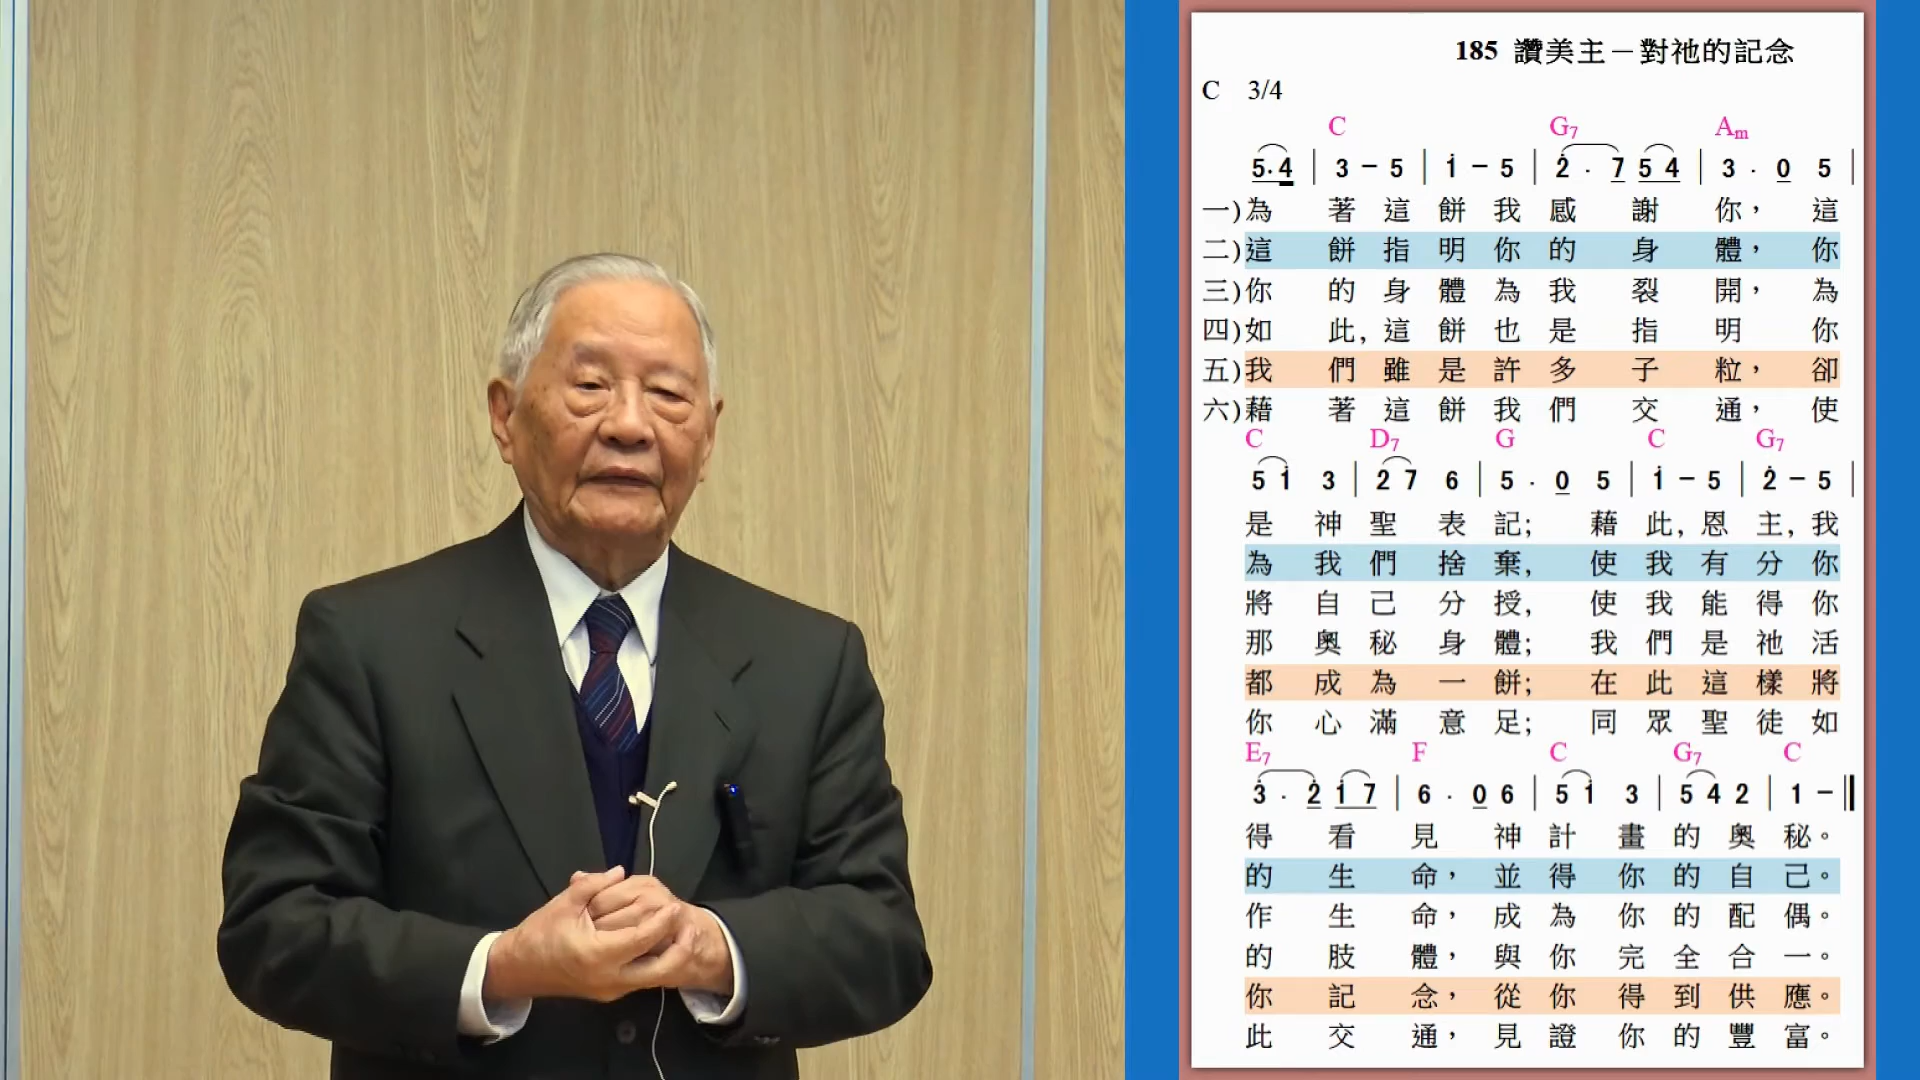 185 讚美主－對祂的記念
C 3/4
C G7 Am
5·4 | 3 － 5 | i － 5 | 2̇ · 7 5 4 | 3 · 0 5 |
一)為著這餅我感謝你，這
二)這餅指明你的身體，你
三)你的身體為我裂開，為
四)如此,這餅也是指明你
五)我們雖是許多子粒，卻
六)藉著這餅我們交通，使
C D7 G C G7
5 i 3 | 2 7 6 | 5 · 0 5 | i － 5 | 2̇ － 5 |
是神聖表記;藉此,恩主,我
為我們捨棄,使我有分你
將自己分授,使我能得你
那奧秘身體;我們是祂活
都成為一餅;在此這樣將
你心滿意足;同眾聖徒如
E7 F C G7 C
3̇ · 2̇ i 7 | 6 · 0 6 | 5 i 3 | 5 4 2 | 1 － ‖
得看見神計畫的奧秘。
的生命，並得你的自己。
作生命，成為你的配偶。
的肢體，與你完全合一。
你記念，從你得到供應。
此交通，見證你的豐富。